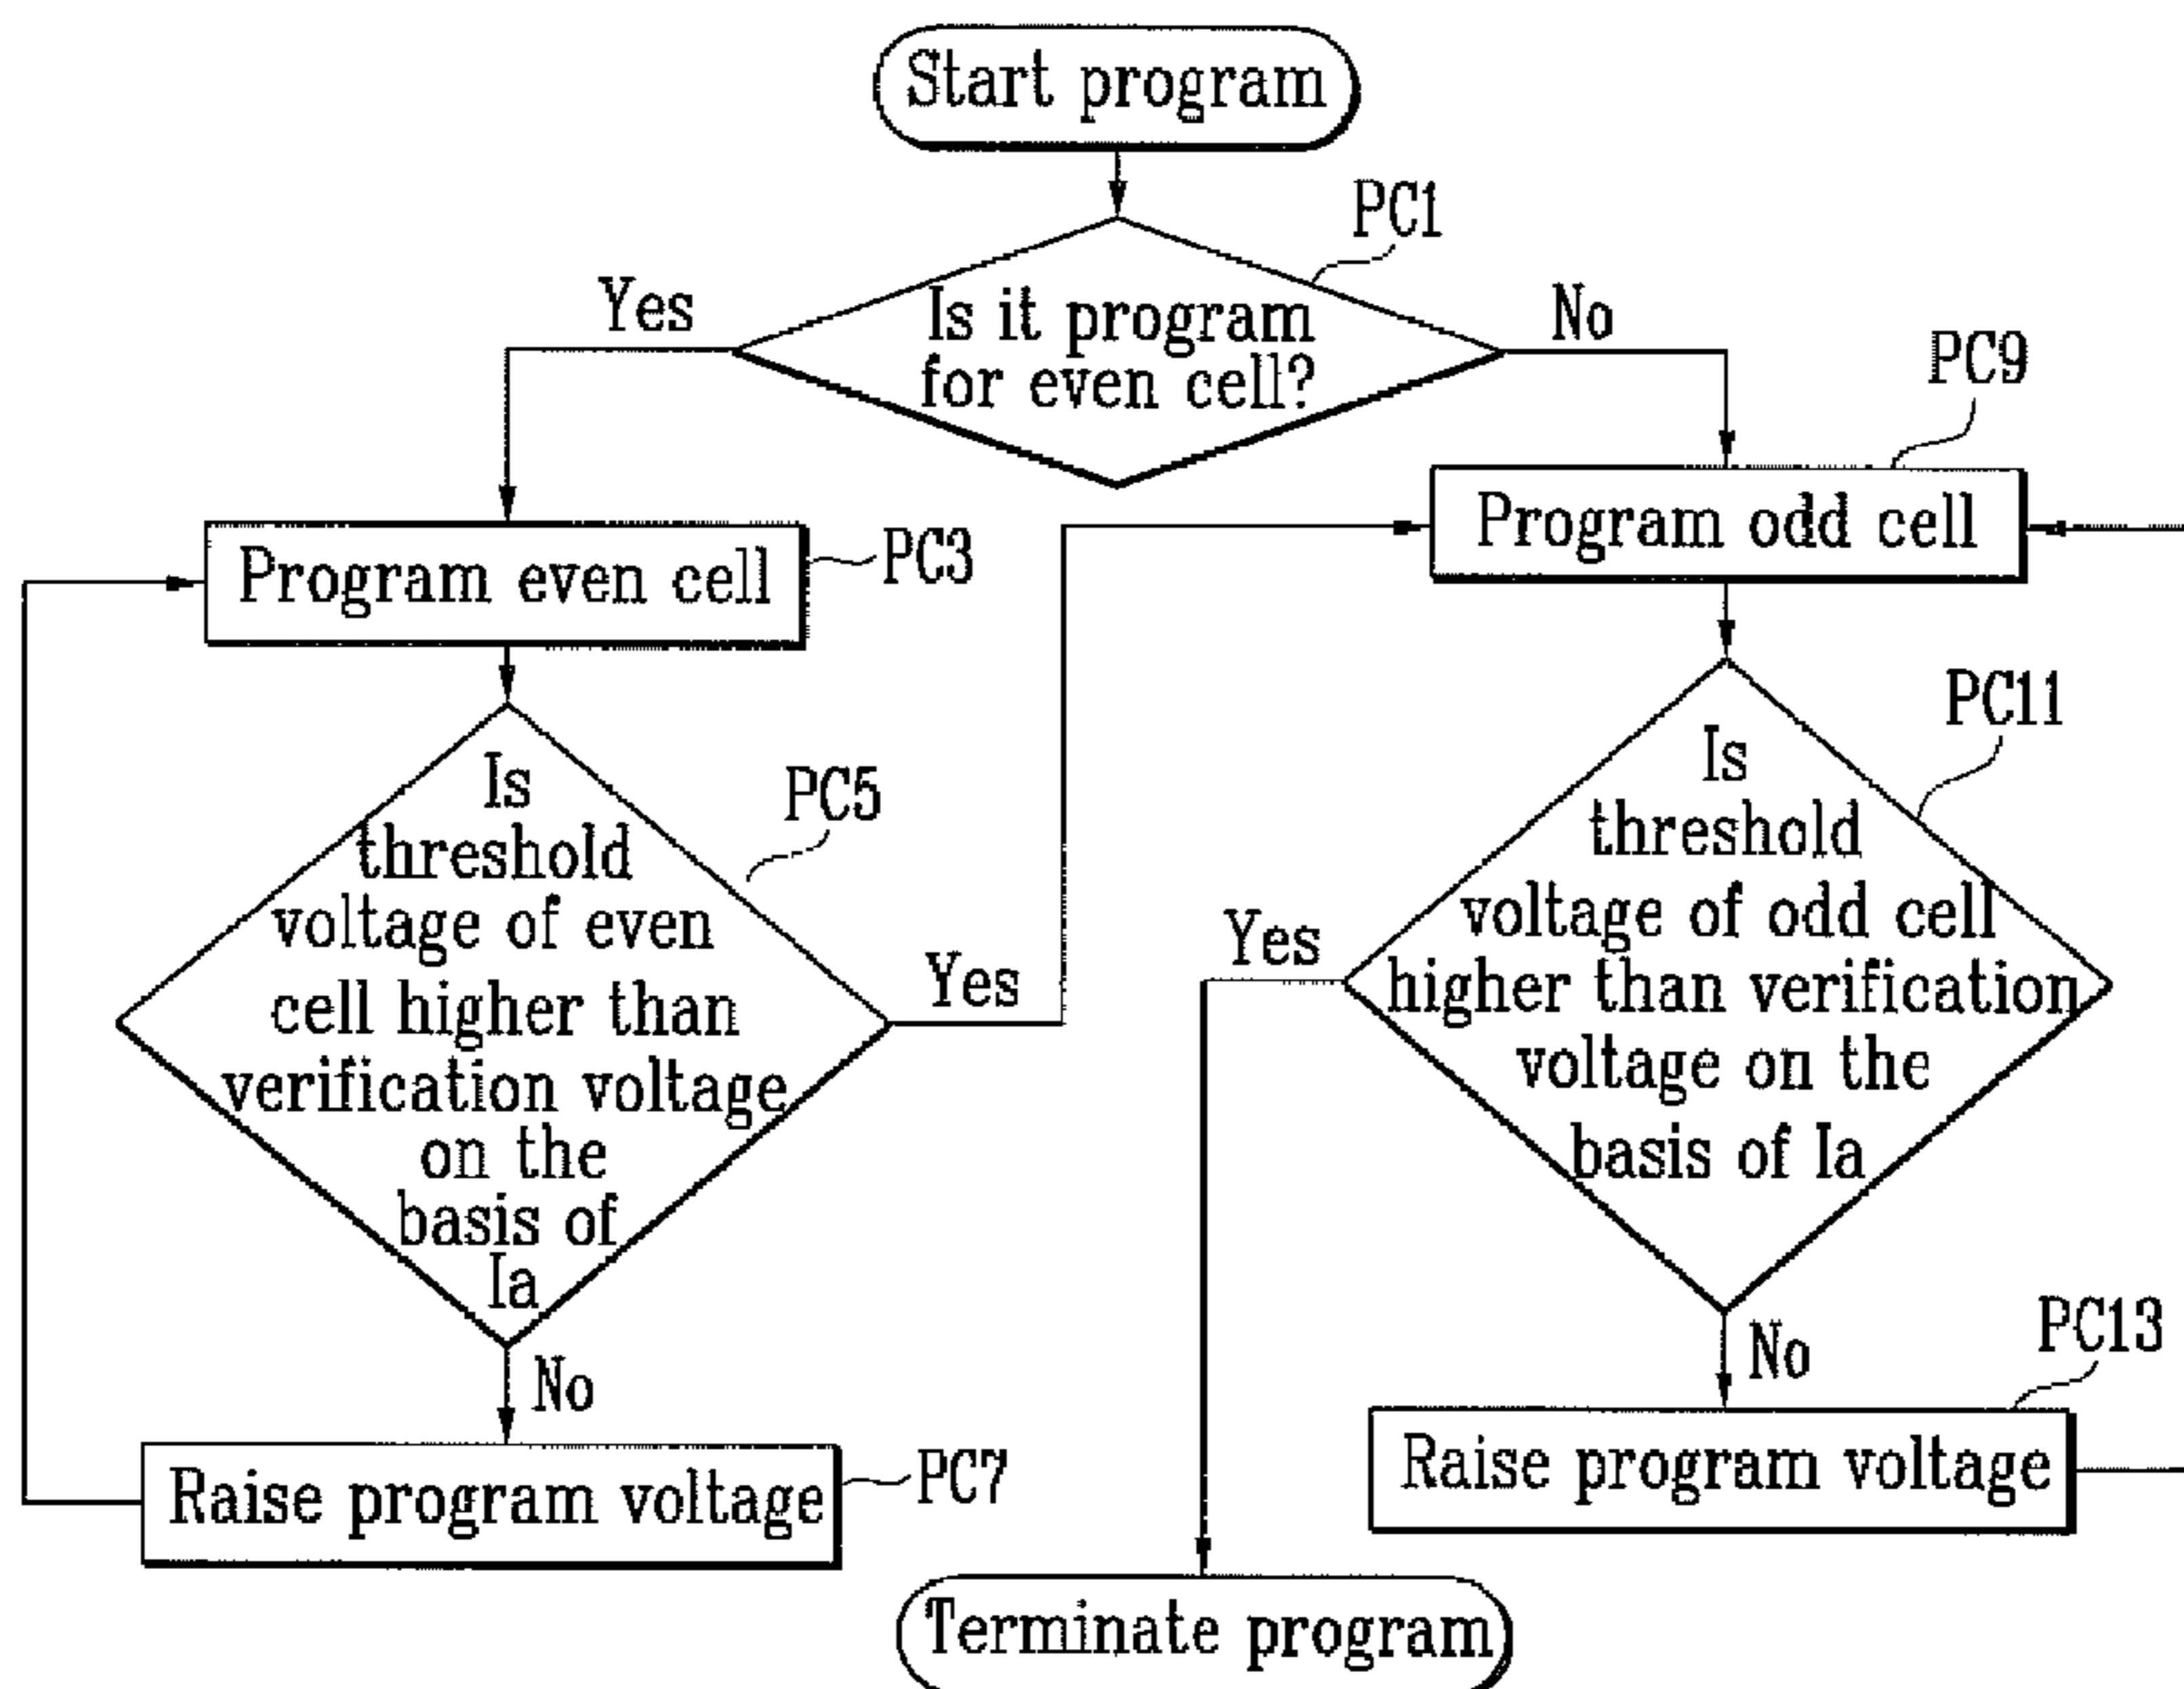 Start program
PC1
Is it program
for even cell?
Yes
No
PC9
Program odd cell
Program even cell
PC3
PC5
Is
threshold
voltage of even
cell higher than
verification voltage
on the
basis of
Ia
Yes
No
PC11
Is
threshold
voltage of odd cell
higher than verification
voltage on the
basis of Ia
Yes
No
PC13
Raise program voltage
PC7
Raise program voltage
Terminate program